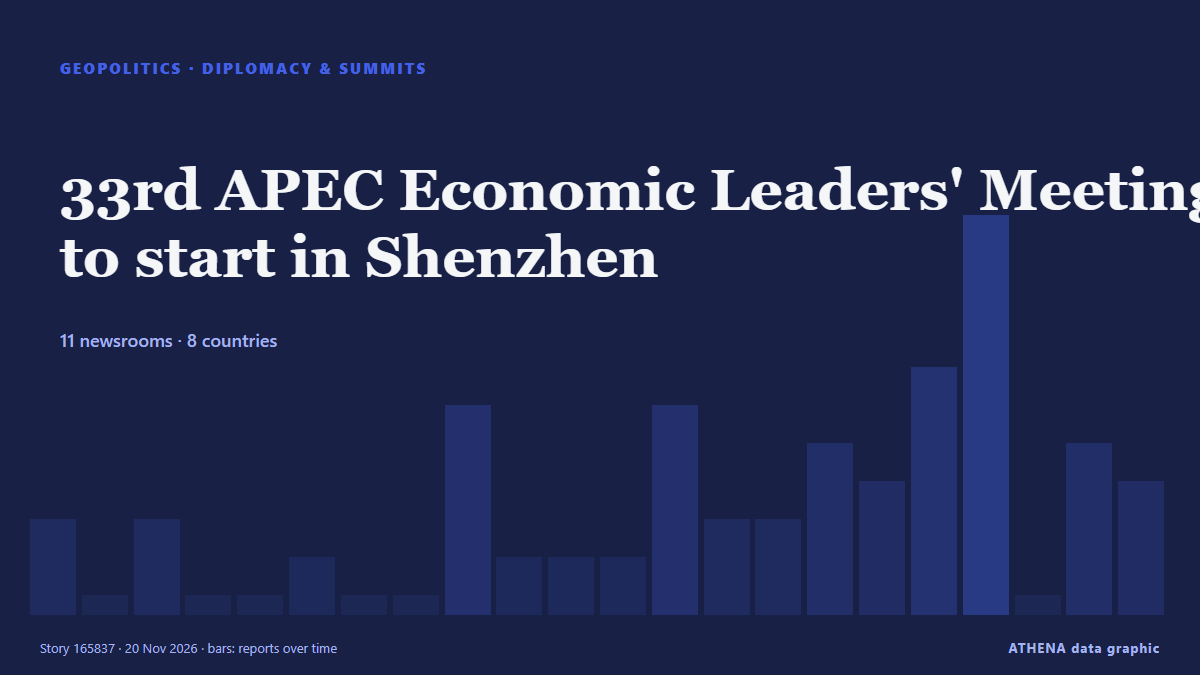 GEOPOLITICS · DIPLOMACY & SUMMITS
33rd APEC Economic Leaders' Meeting
to start in Shenzhen
11 newsrooms · 8 countries
Story 165837 · 20 Nov 2026 · bars: reports over time
ATHENA data graphic